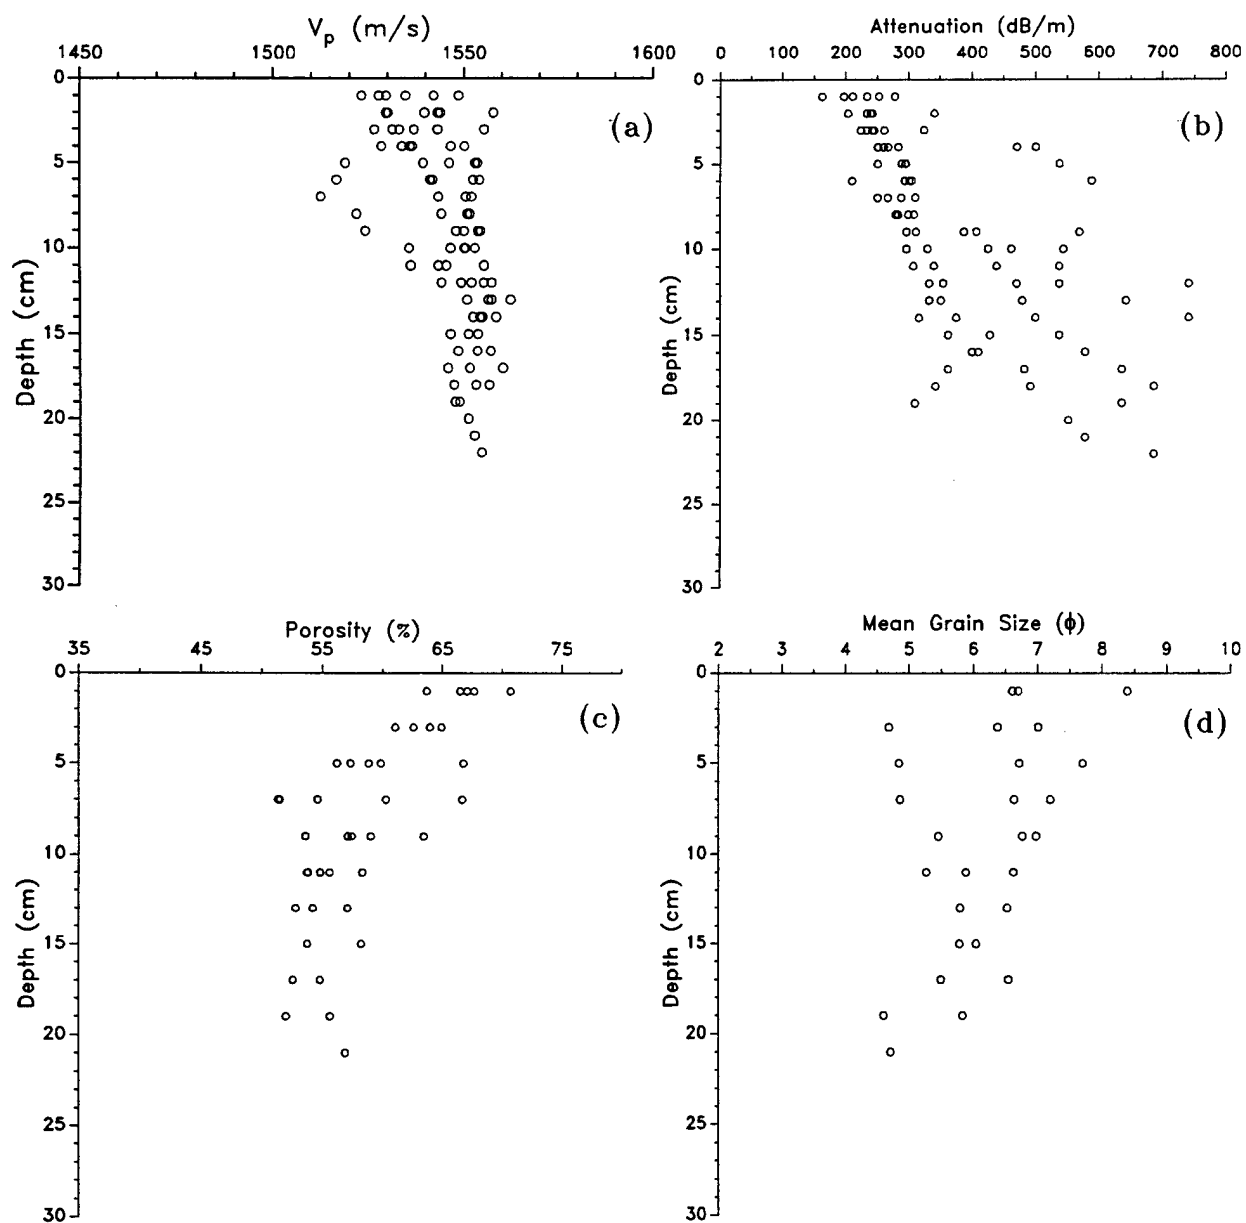 V_p (m/s)
1450 1500 1550 1600
0
5
10
15
20
25
30
Depth (cm)
(a)
Attenuation (dB/m)
0 100 200 300 400 500 600 700 800
0
5
10
15
20
25
30
Depth (cm)
(b)
Porosity (%)
35 45 55 65 75
0
5
10
15
20
25
30
Depth (cm)
(c)
Mean Grain Size (ϕ)
2 3 4 5 6 7 8 9 10
0
5
10
15
20
25
30
Depth (cm)
(d)